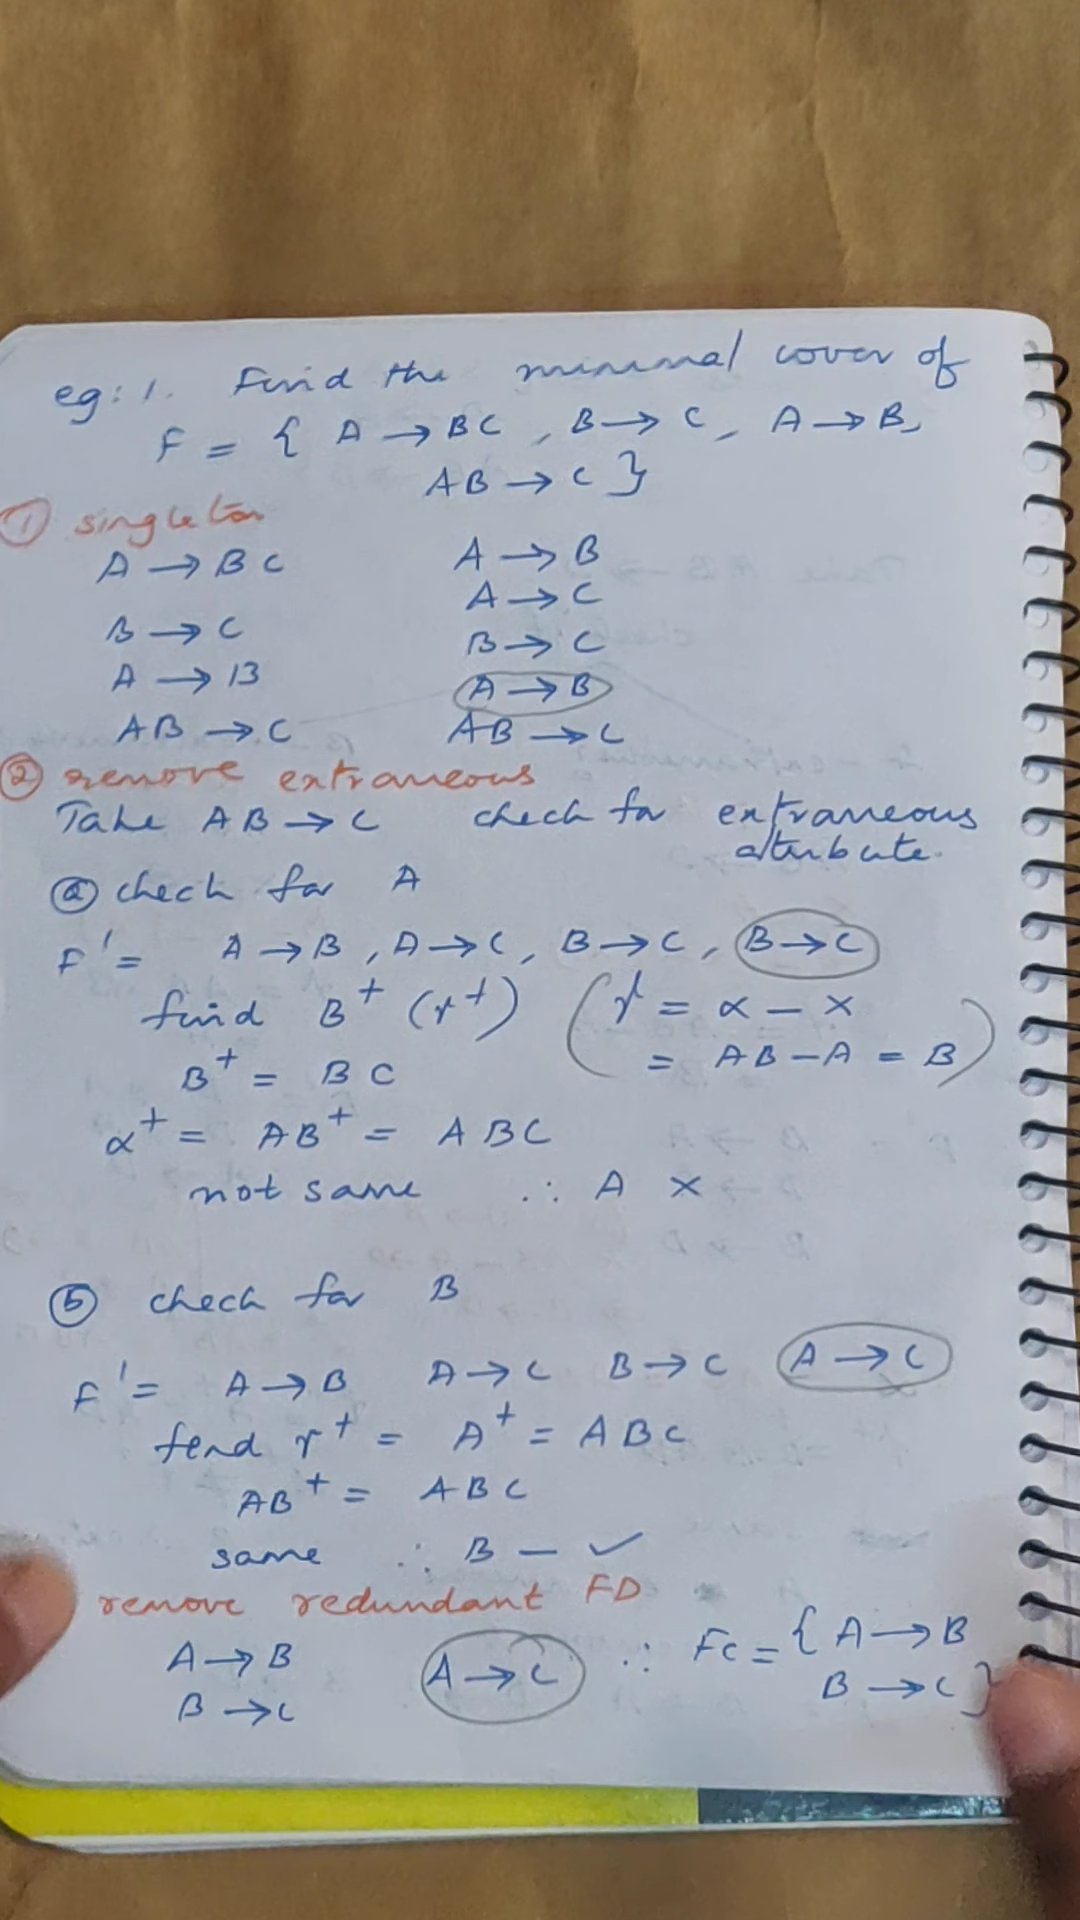 eg: 1. Find the minimal cover of
F = { A → BC , B → C, A → B,
AB → C }
① singleton
A → BC A → B
A → C
B → C B → C
A → B A → B
AB → C AB → C
② remove extraneous
Take AB → C check for extraneous
attribute.
ⓐ check for A
F' = A → B , A → C, B → C, B → C
find B⁺ (γ⁺) (γ = α – x
B⁺ = BC = AB – A = B)
α⁺ = AB⁺ = ABC
not same ∴ A ×
ⓑ check for B
F' = A → B A → C B → C A → C
find γ⁺ = A⁺ = ABC
AB⁺ = ABC
same ∴ B – ✓
remove redundant FD
A → B A → C ∴ Fc = { A → B
B → C B → C }